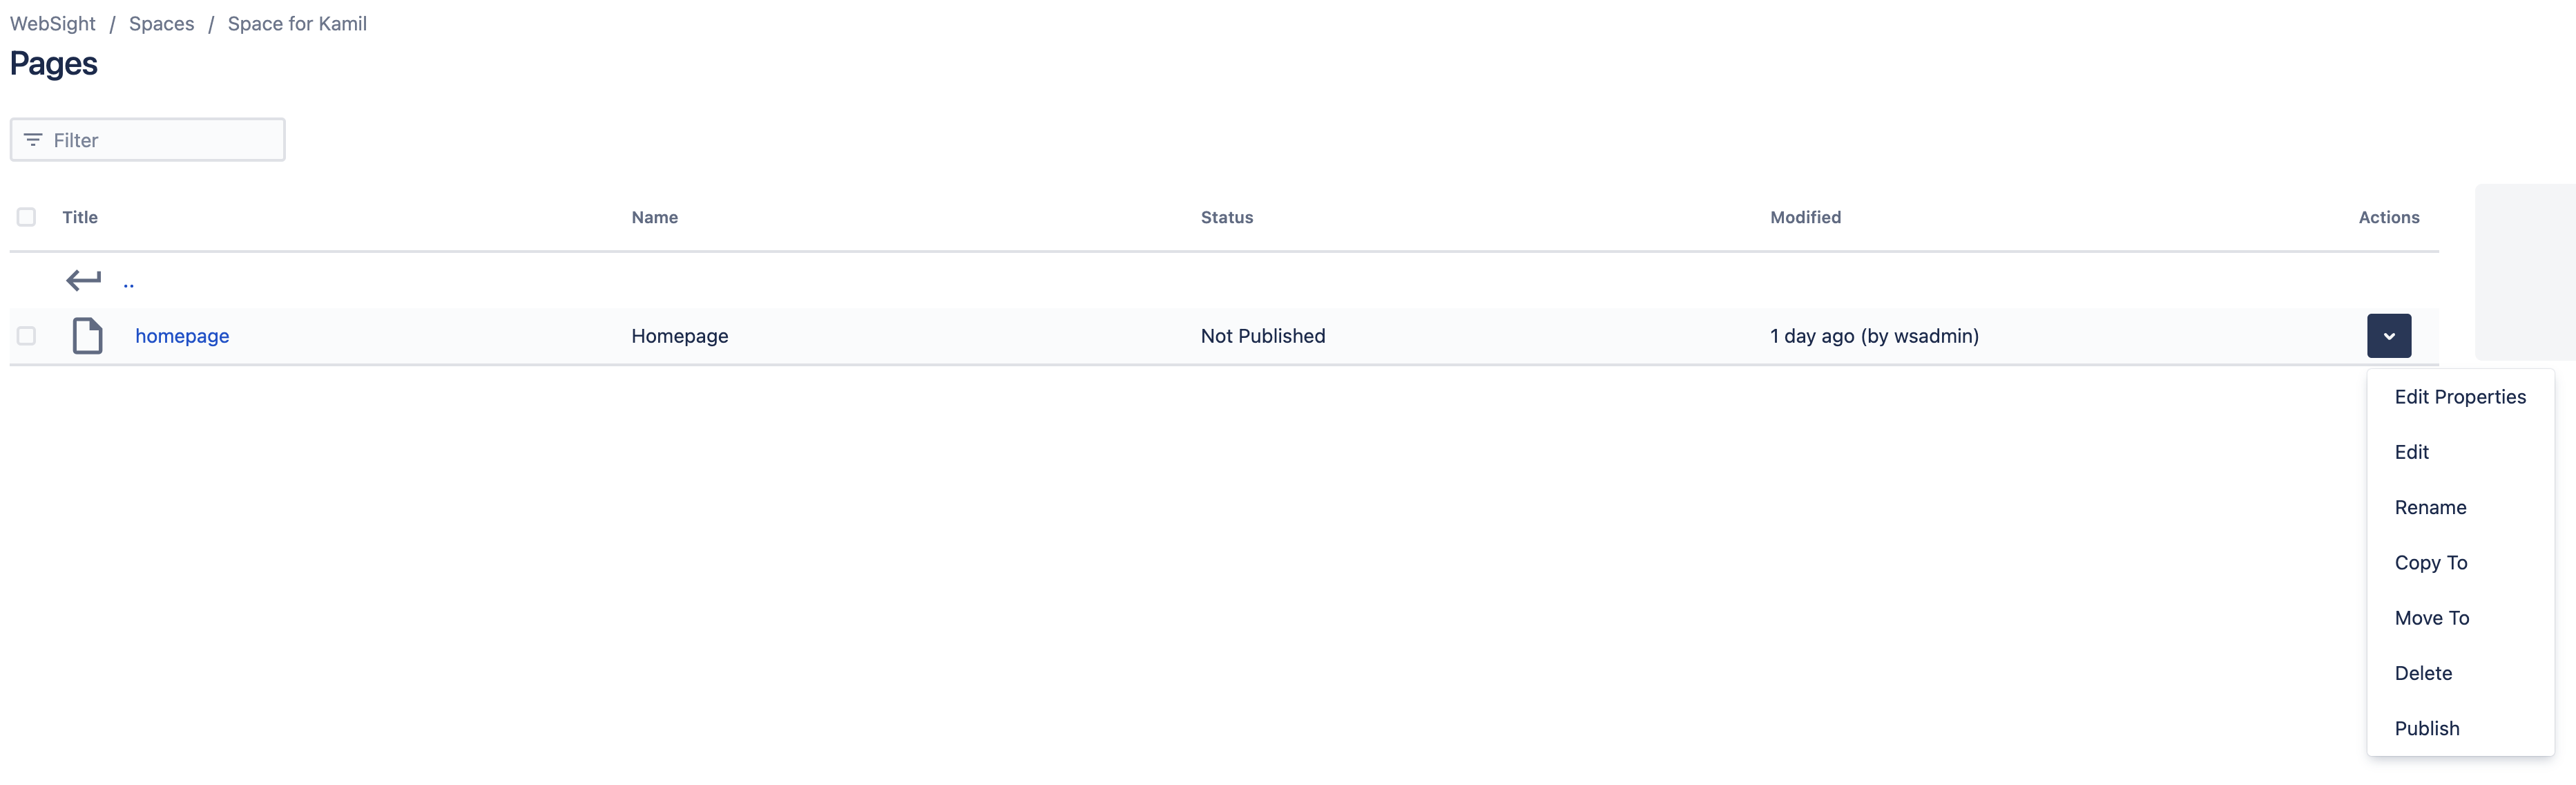 WebSight / Spaces / Space for Kamil
Pages
Filter
Title Name Status Modified Actions
..
homepage Homepage Not Published 1 day ago (by wsadmin)
Edit Properties
Edit
Rename
Copy To
Move To
Delete
Publish